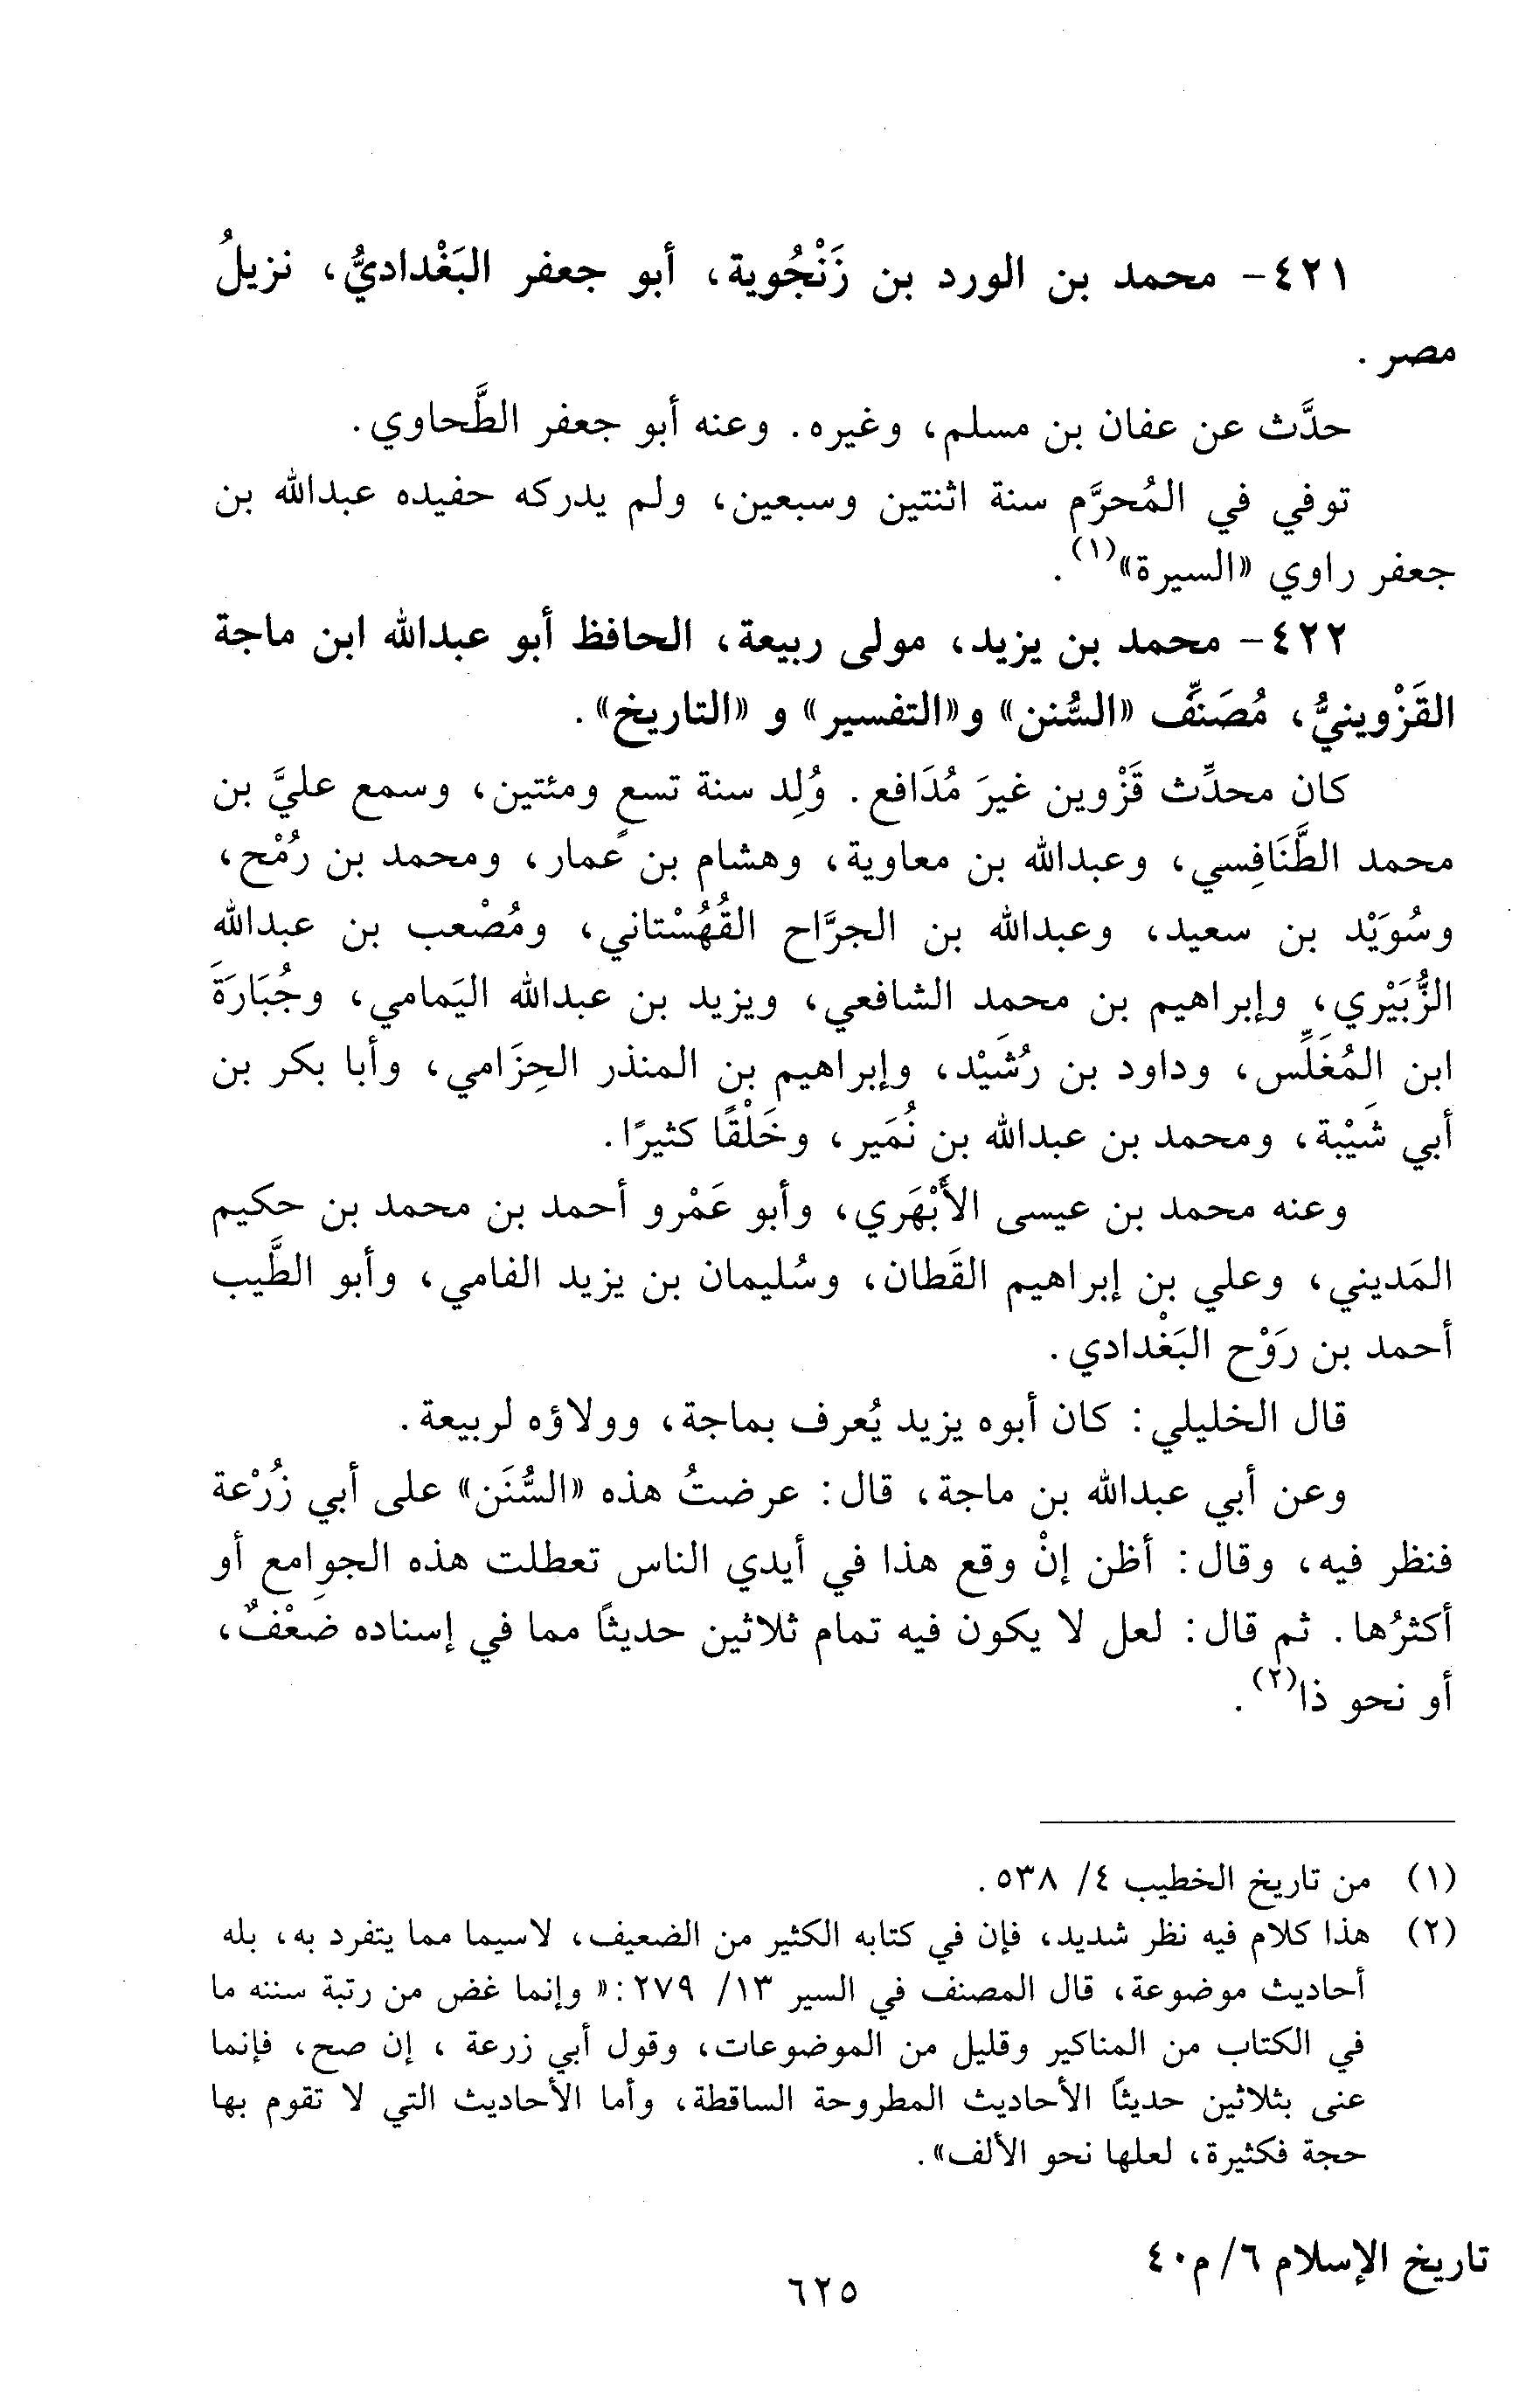 ٤٢١- محمد بن الورد بن زَنْجُوية، أبو جعفر البَغْداديُّ، نزيلُ
مصر.
حدَّث عن عفان بن مسلم، وغيره. وعنه أبو جعفر الطَّحاوي.
توفي في المُحرَّم سنة اثنتين وسبعين، ولم يدركه حفيده عبدالله بن
جعفر راوي «السيرة»(١).
٤٢٢- محمد بن يزيد، مولى ربيعة، الحافظ أبو عبدالله ابن ماجة
القَزْوينيُّ، مُصَنِّف «السُّنن» و«التفسير» و «التاريخ».
كان محدِّث قَزْوين غيرَ مُدَافع. وُلِد سنة تسعٍ ومئتين، وسمع عليَّ بن
محمد الطَّنَافِسي، وعبدالله بن معاوية، وهشام بن عمار، ومحمد بن رُمْح،
وسُوَيْد بن سعيد، وعبدالله بن الجرَّاح القُهُسْتاني، ومُصْعب بن عبدالله
الزُّبَيْري، وإبراهيم بن محمد الشافعي، ويزيد بن عبدالله اليَمامي، وجُبَارَةَ
ابن المُغَلِّس، وداود بن رُشَيْد، وإبراهيم بن المنذر الحِزَامي، وأبا بكر بن
أبي شَيْبة، ومحمد بن عبدالله بن نُمَير، وخَلْقًا كثيرًا.
وعنه محمد بن عيسى الأَبْهَري، وأبو عَمْرو أحمد بن محمد بن حكيم
المَديني، وعلي بن إبراهيم القَطان، وسُليمان بن يزيد الفامي، وأبو الطَّيب
أحمد بن رَوْح البَغْدادي.
قال الخليلي: كان أبوه يزيد يُعرف بماجة، وولاؤه لربيعة.
وعن أبي عبدالله بن ماجة، قال: عرضتُ هذه «السُّنَن» على أبي زُرْعة
فنظر فيه، وقال: أظن إنْ وقع هذا في أيدي الناس تعطلت هذه الجوامع أو
أكثرُها. ثم قال: لعل لا يكون فيه تمام ثلاثين حديثًا مما في إسناده ضعْفٌ،
أو نحو ذا(٢).
(١) من تاريخ الخطيب ٤/ ٥٣٨.
(٢) هذا كلام فيه نظر شديد، فإن في كتابه الكثير من الضعيف، لاسيما مما يتفرد به، بله
أحاديث موضوعة، قال المصنف في السير ١٣/ ٢٧٩: «وإنما غض من رتبة سننه ما
في الكتاب من المناكير وقليل من الموضوعات، وقول أبي زرعة ، إن صح، فإنما
عنى بثلاثين حديثًا الأحاديث المطروحة الساقطة، وأما الأحاديث التي لا تقوم بها
حجة فكثيرة، لعلها نحو الألف».
تاريخ الإسلام ٦/ م٤٠
٦٢٥